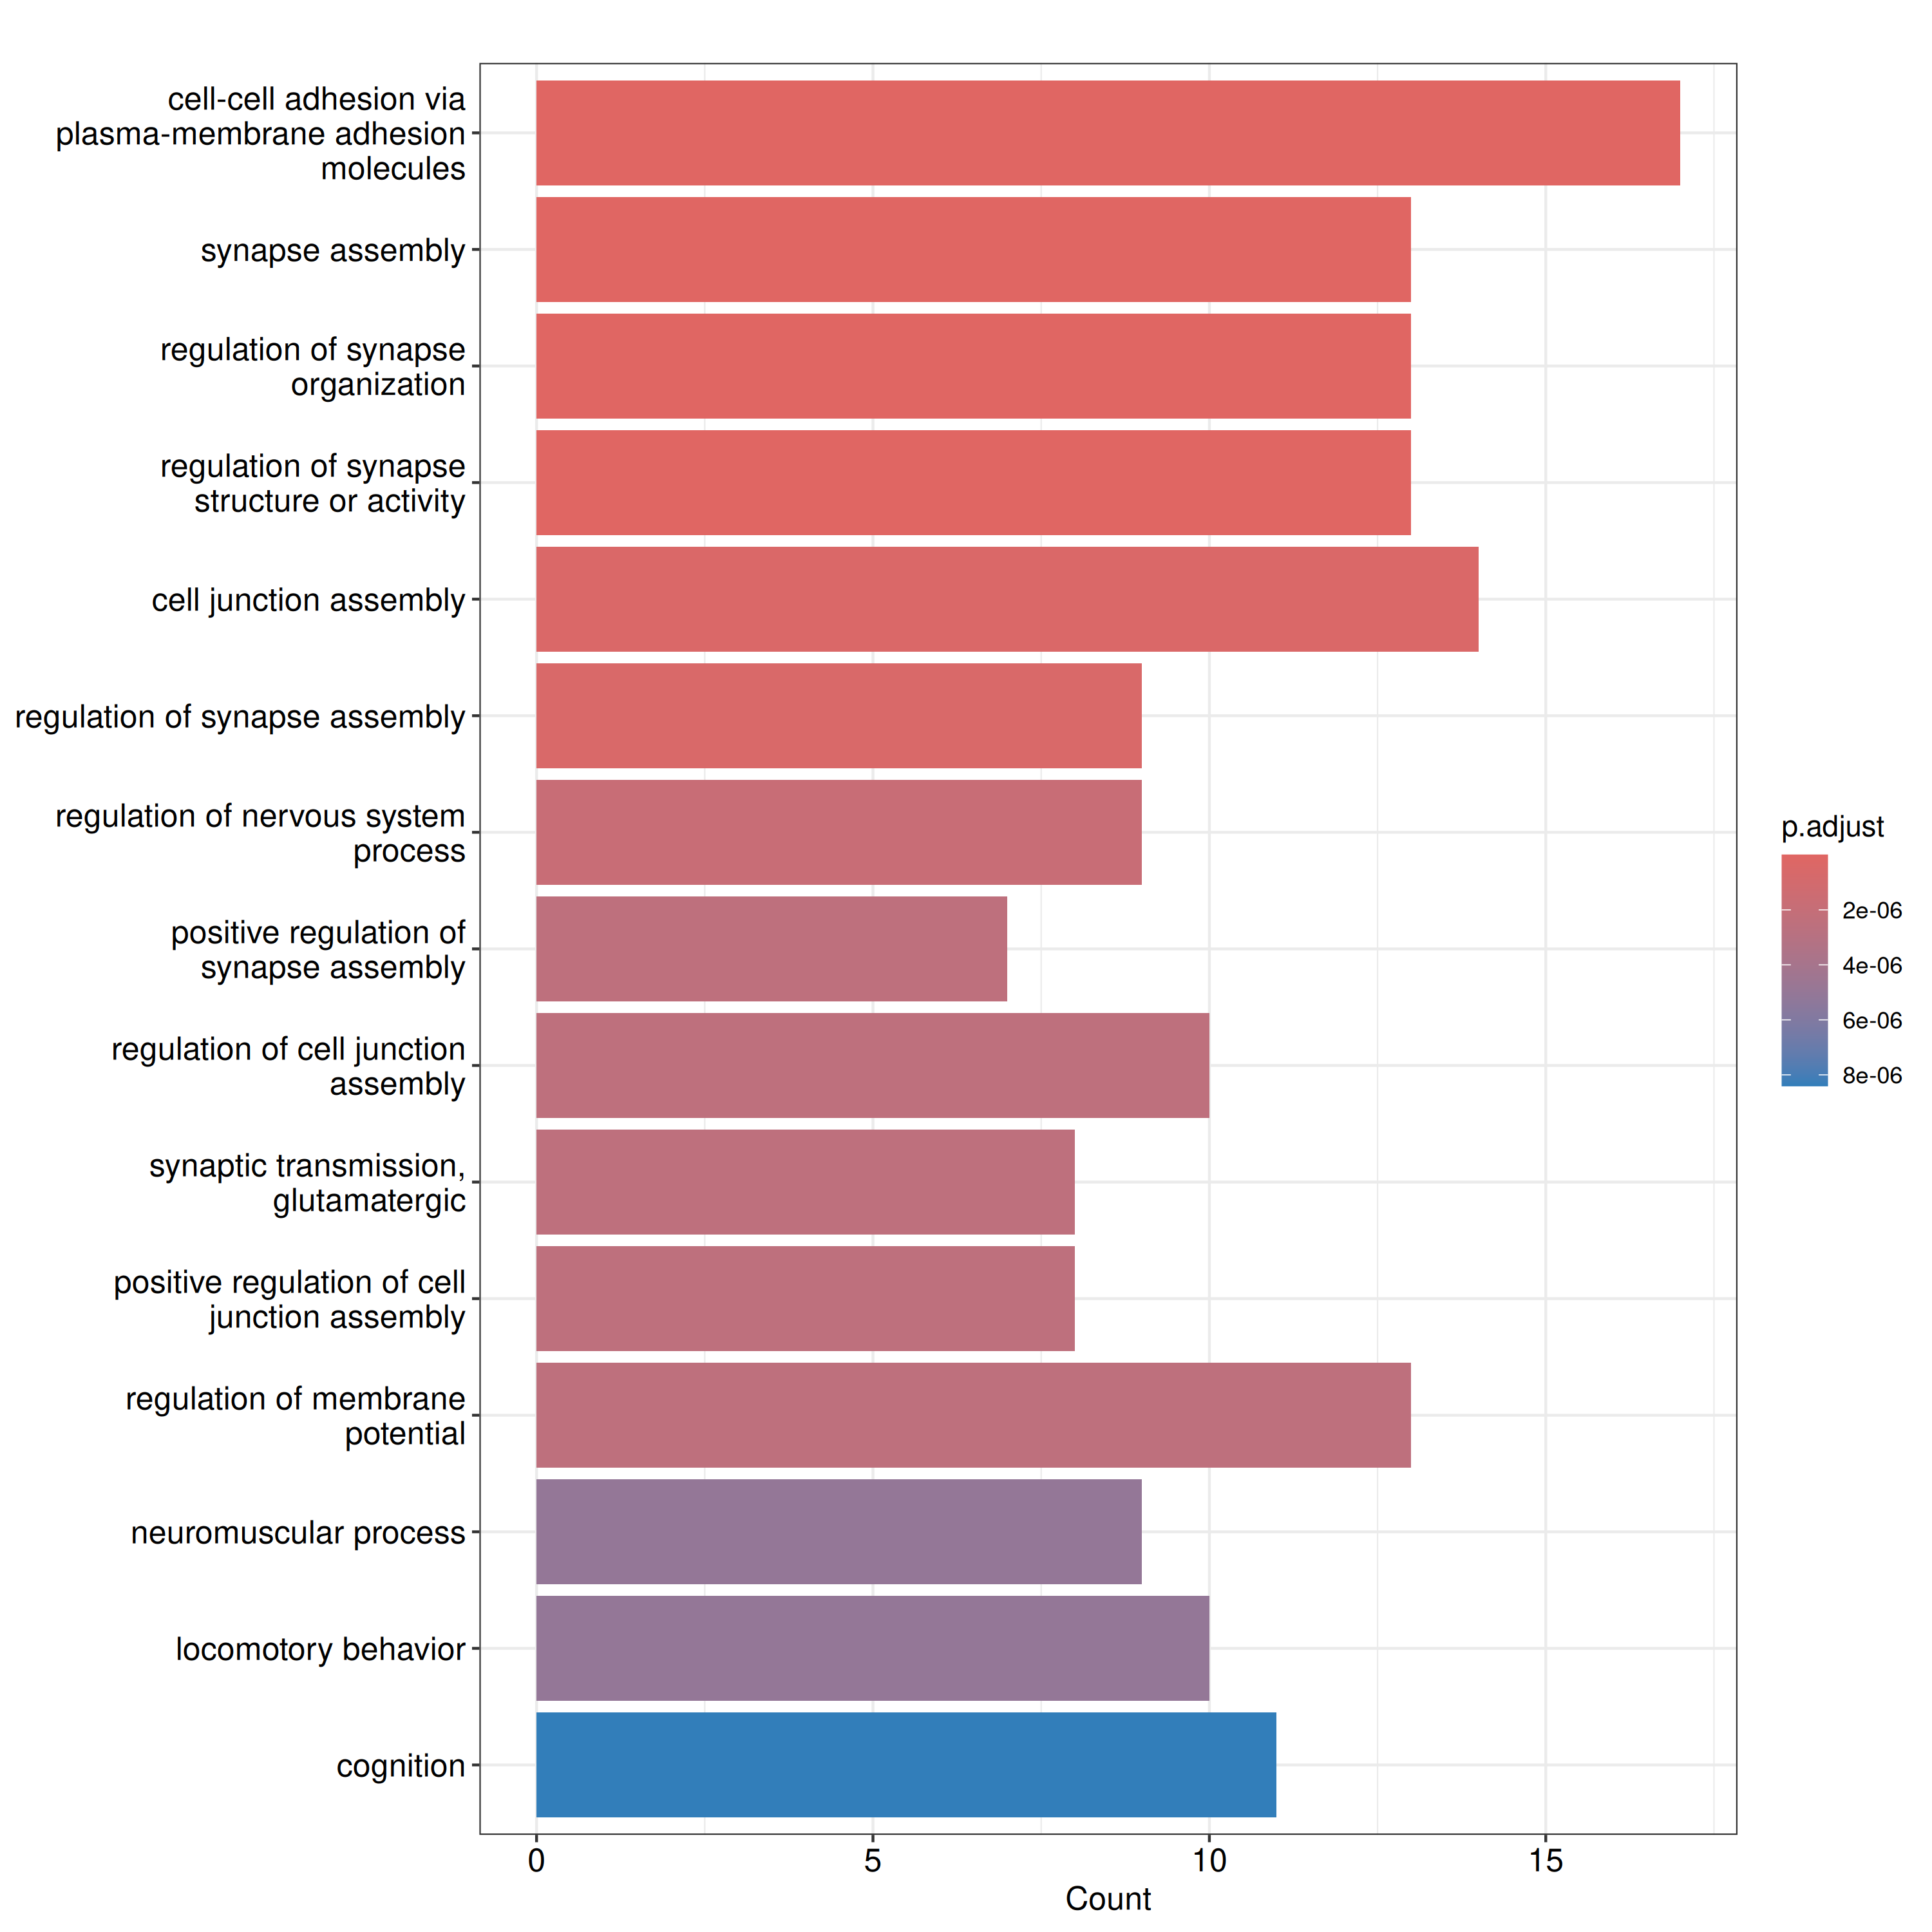 cell-cell adhesion via
plasma-membrane adhesion
molecules
synapse assembly
regulation of synapse
organization
regulation of synapse
structure or activity
cell junction assembly
regulation of synapse assembly
regulation of nervous system
process
positive regulation of
synapse assembly
regulation of cell junction
assembly
synaptic transmission,
glutamatergic
positive regulation of cell
junction assembly
regulation of membrane
potential
neuromuscular process
locomotory behavior
cognition
0 5 10 15
Count
p.adjust
2e-06
4e-06
6e-06
8e-06